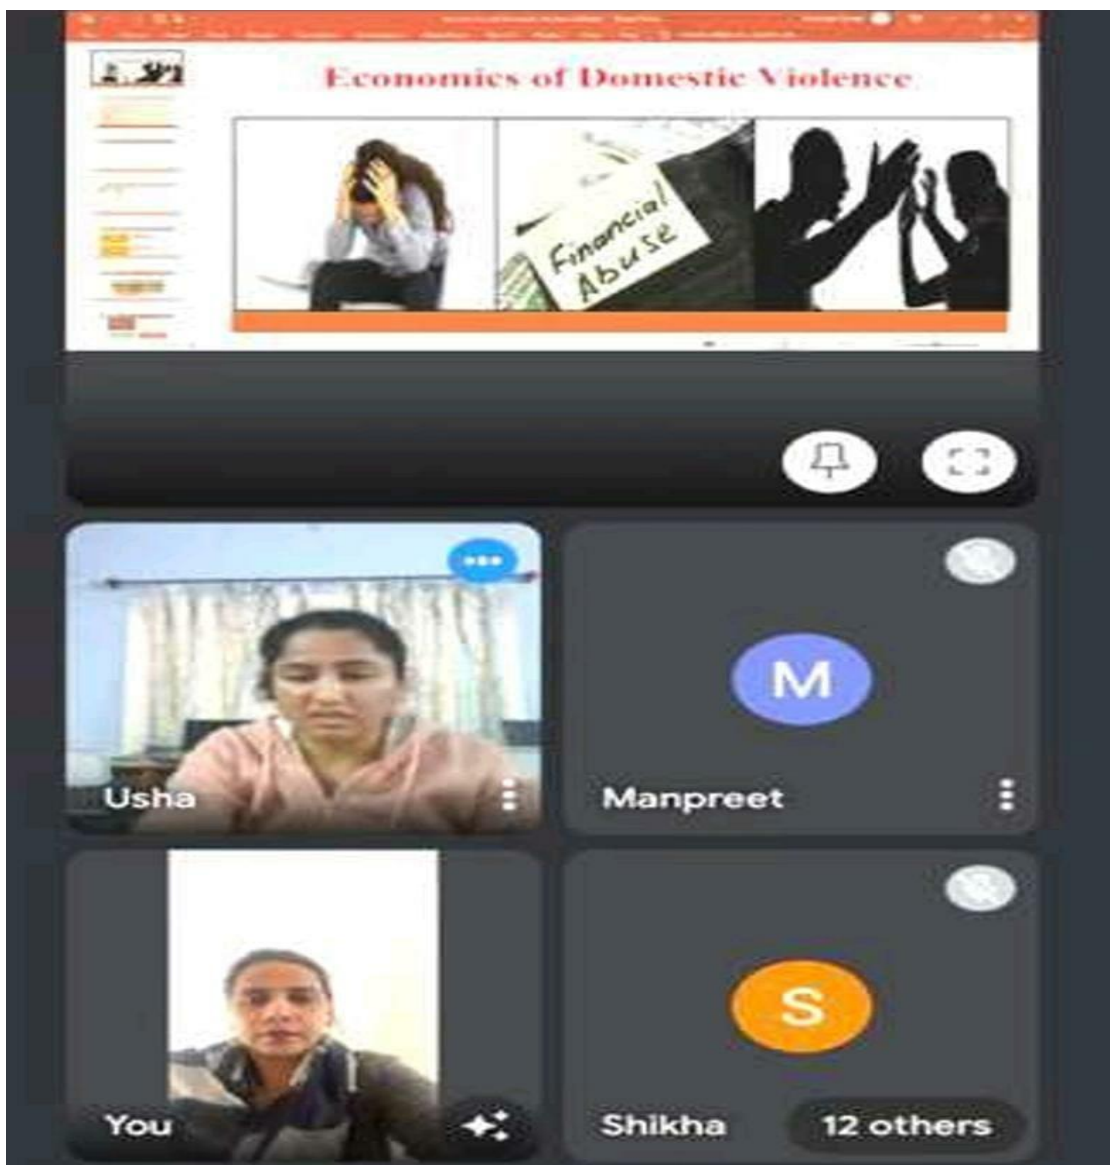 Economics of Domestic Violence
Financial
Abuse
Usha
M
Manpreet
You
S
Shikha
12 others